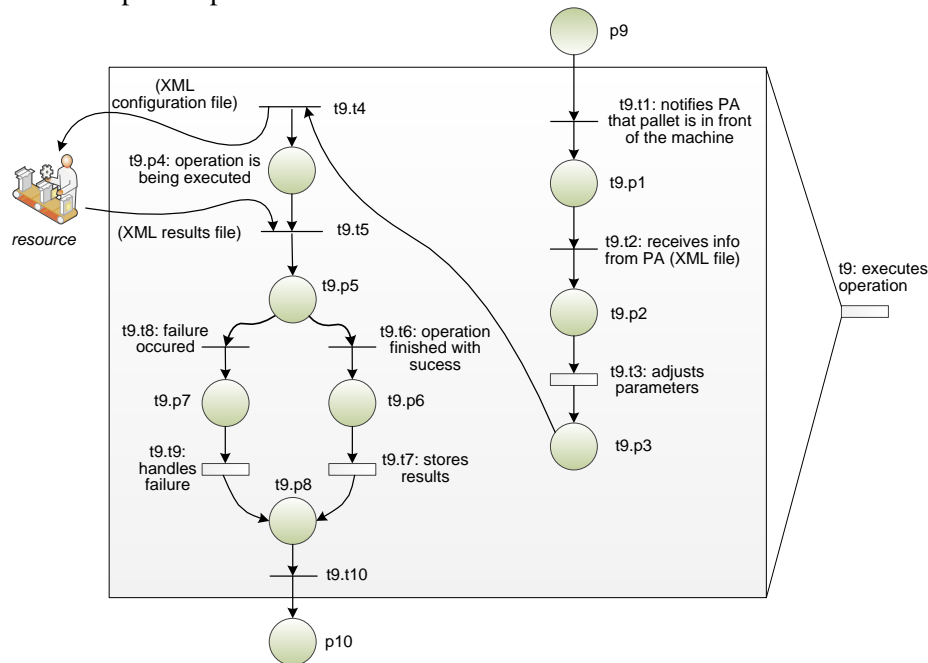 p9
(XML
configuration file)
t9.t4
t9.t1: notifies PA
that pallet is in front
of the machine
t9.p4: operation is
being executed
t9.p1
resource
(XML results file)
t9.t5
t9.t2: receives info
from PA (XML file)
t9: executes
operation
t9.p5
t9.p2
t9.t8: failure
occured
t9.t6: operation
finished with
sucess
t9.t3: adjusts
parameters
t9.p7
t9.p6
t9.p3
t9.t9:
handles
failure
t9.t7: stores
results
t9.p8
t9.t10
p10